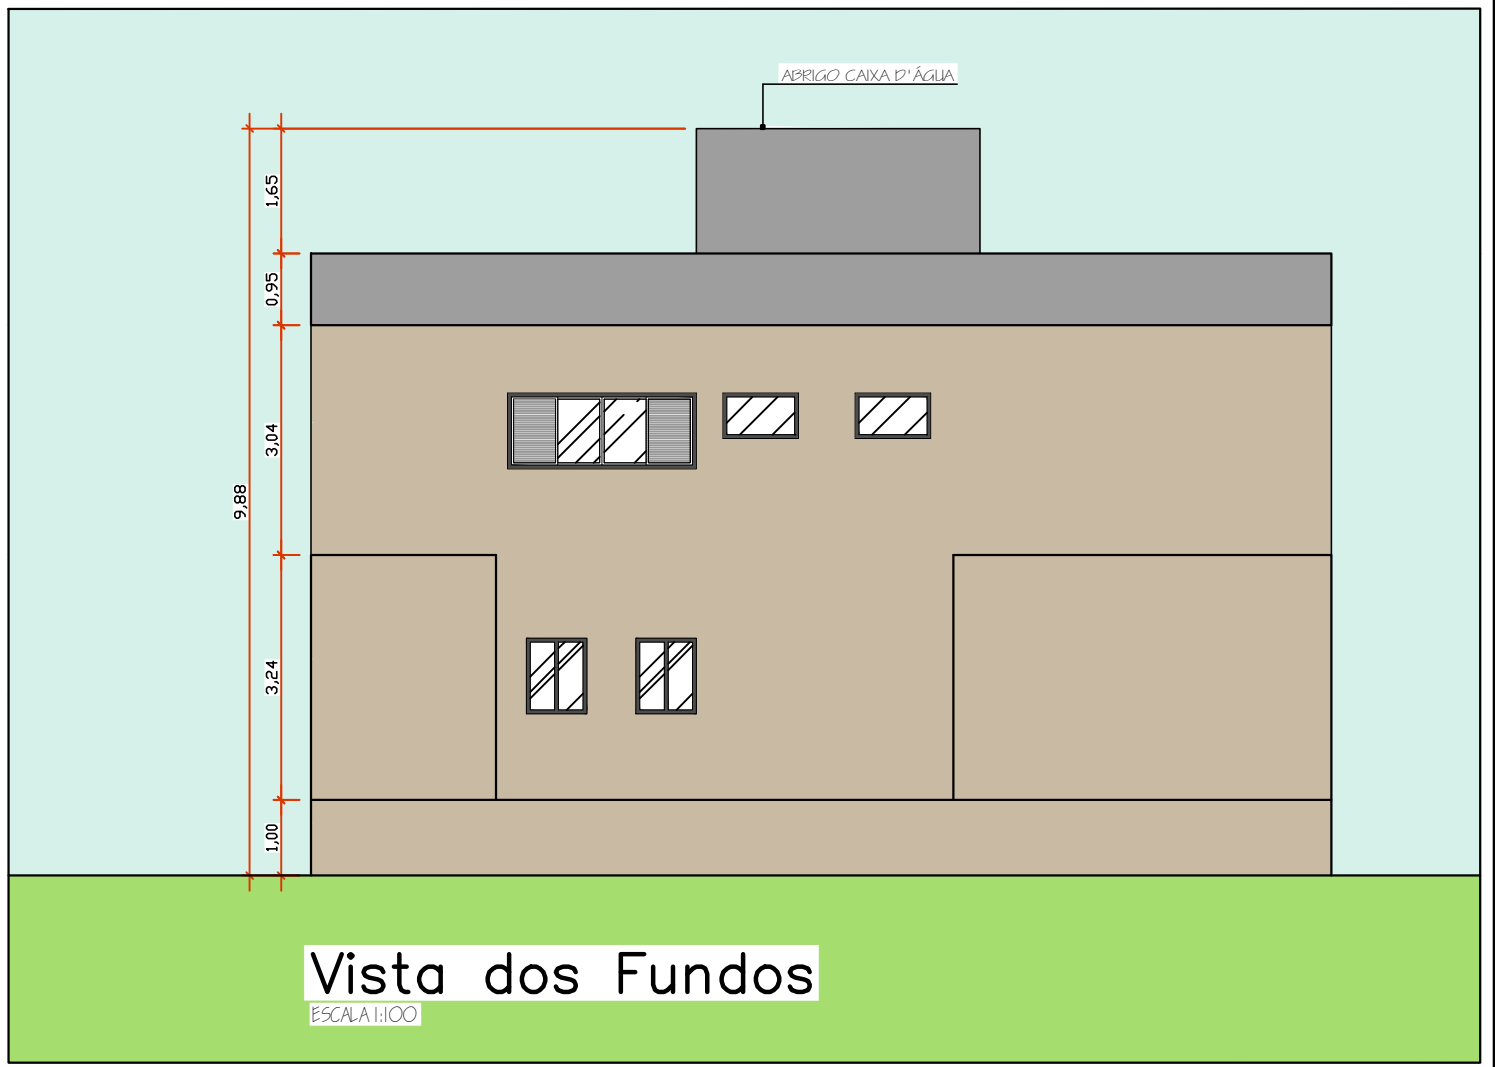 ABRIGO CAIXA D'ÁGUA
1,65
0,95
3,04
9,88
3,24
1,00
Vista dos Fundos
ESCALA 1:100